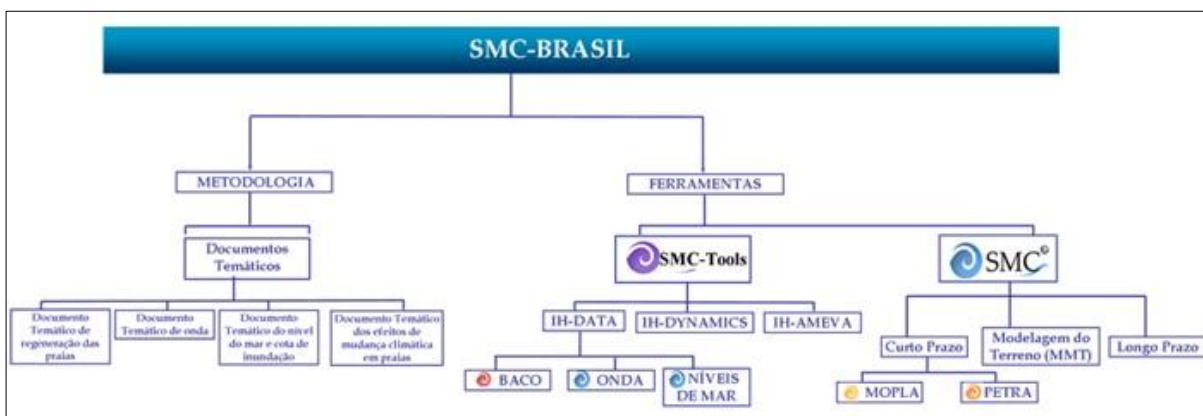 SMC-BRASIL
METODOLOGIA
FERRAMENTAS
Documentos
Temáticos
SMC-Tools
SMC©
Documento
Temático de
regeneração das
praias
Documento
Temático de onda
Documento
Temático do nível
do mar e cota de
inundação
Documento Temático
dos efeitos de
mudança climática
em praias
IH-DATA
IH-DYNAMICS
IH-AMEVA
Curto Prazo
Modelagem do
Terreno (MMT)
Longo Prazo
BACO
ONDA
NÍVEIS
DE MAR
MOPLA
PETRA